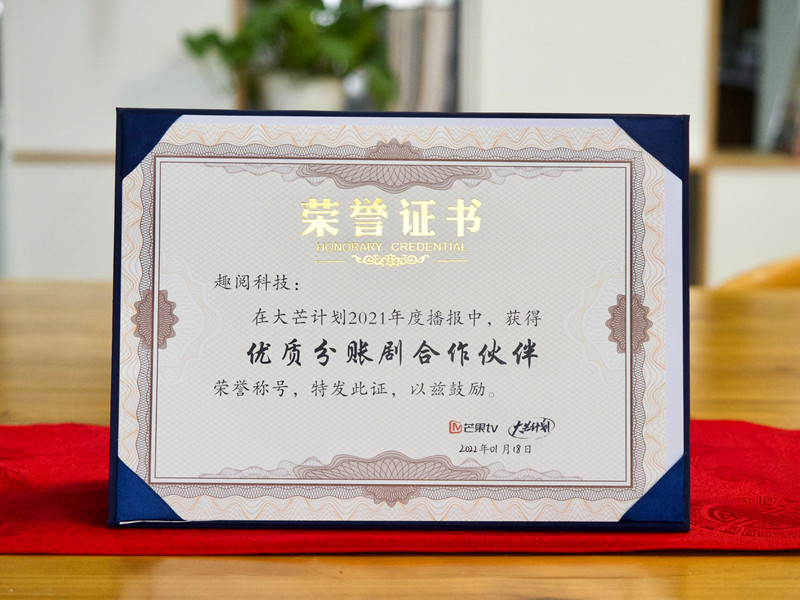 荣誉证书
HONORARY CREDENTIAL
趣阅科技：
在大芒计划2021年度播报中，获得
优质分账剧合作伙伴
荣誉称号，特发此证，以兹鼓励。
芒果tv 大芒计划
2022年01月18日